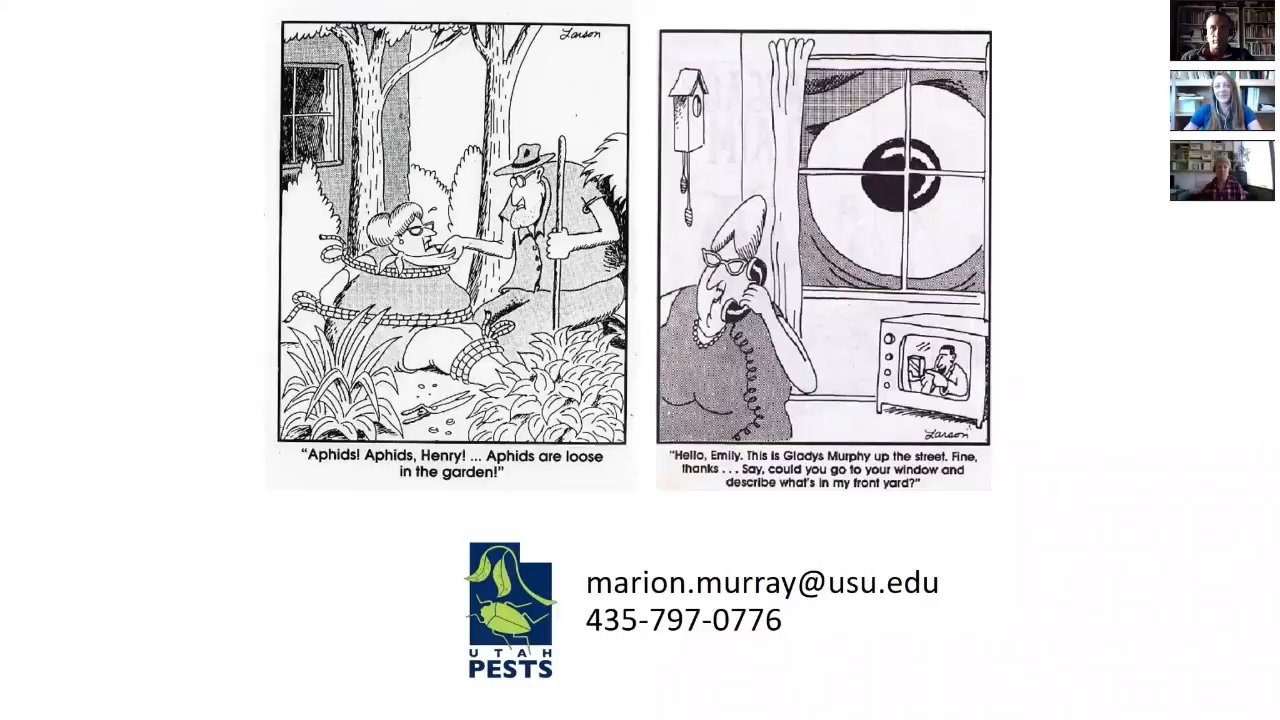 Larson
"Aphids! Aphids, Henry! ... Aphids are loose
in the garden!"
Larson
"Hello, Emily. This is Gladys Murphy up the street. Fine,
thanks . . . Say, could you go to your window and
describe what's in my front yard?"
UTAH
PESTS
marion.murray@usu.edu
435-797-0776